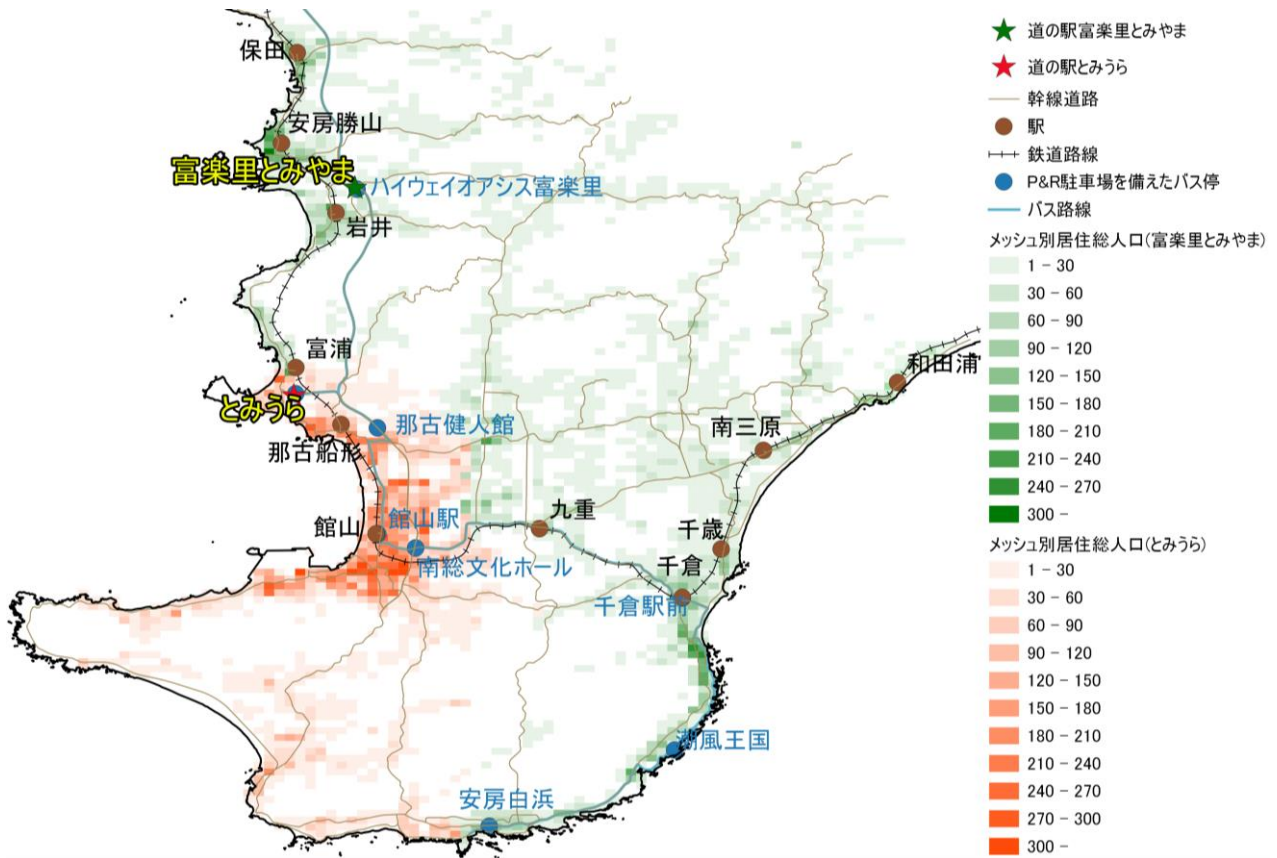 保田
安房勝山
富楽里とみやま
ハイウェイオアシス富楽里
岩井
富浦
とみうら
那古健人館
那古船形
和田浦
南三原
館山
館山駅
九重
南総文化ホール
千歳
千倉
千倉駅前
潮風王国
安房白浜
道の駅富楽里とみやま
道の駅とみうら
幹線道路
駅
鉄道路線
P&R駐車場を備えたバス停
バス路線
メッシュ別居住総人口(富楽里とみやま)
1 - 30
30 - 60
60 - 90
90 - 120
120 - 150
150 - 180
180 - 210
210 - 240
240 - 270
300 -
メッシュ別居住総人口(とみうら)
1 - 30
30 - 60
60 - 90
90 - 120
120 - 150
150 - 180
180 - 210
210 - 240
240 - 270
270 - 300
300 -